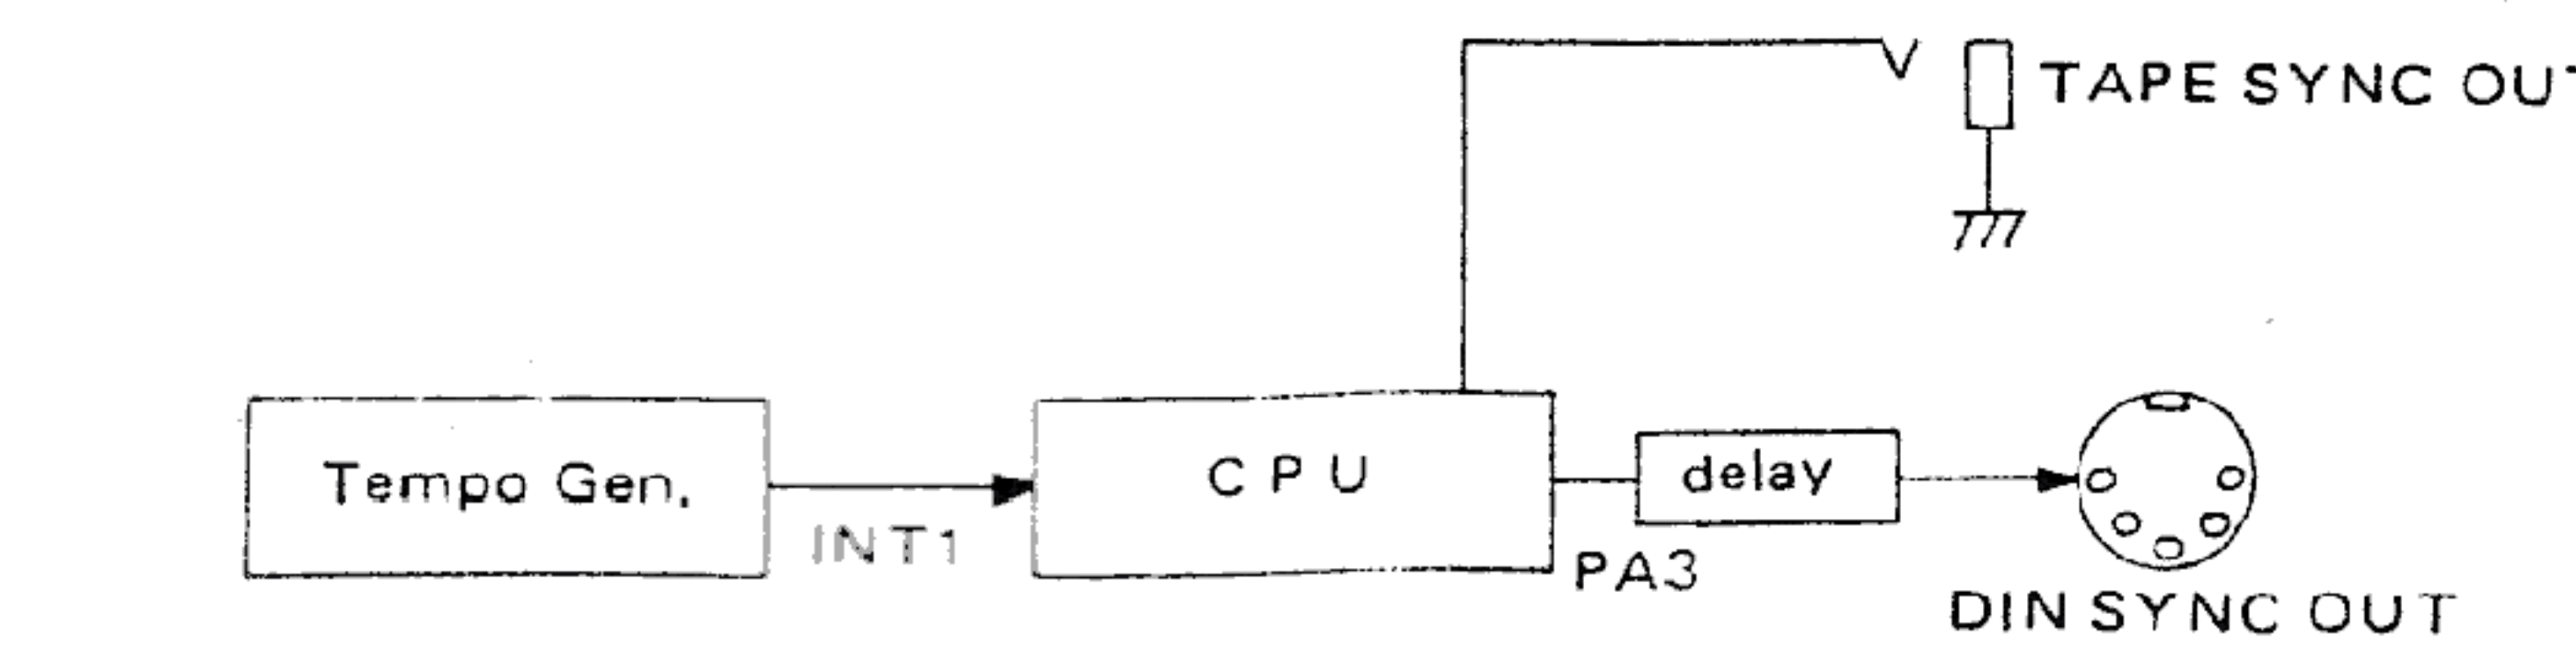 TAPE SYNC OUT
Tempo Gen.
INT1
CPU
PA3
delay
DIN SYNC OUT